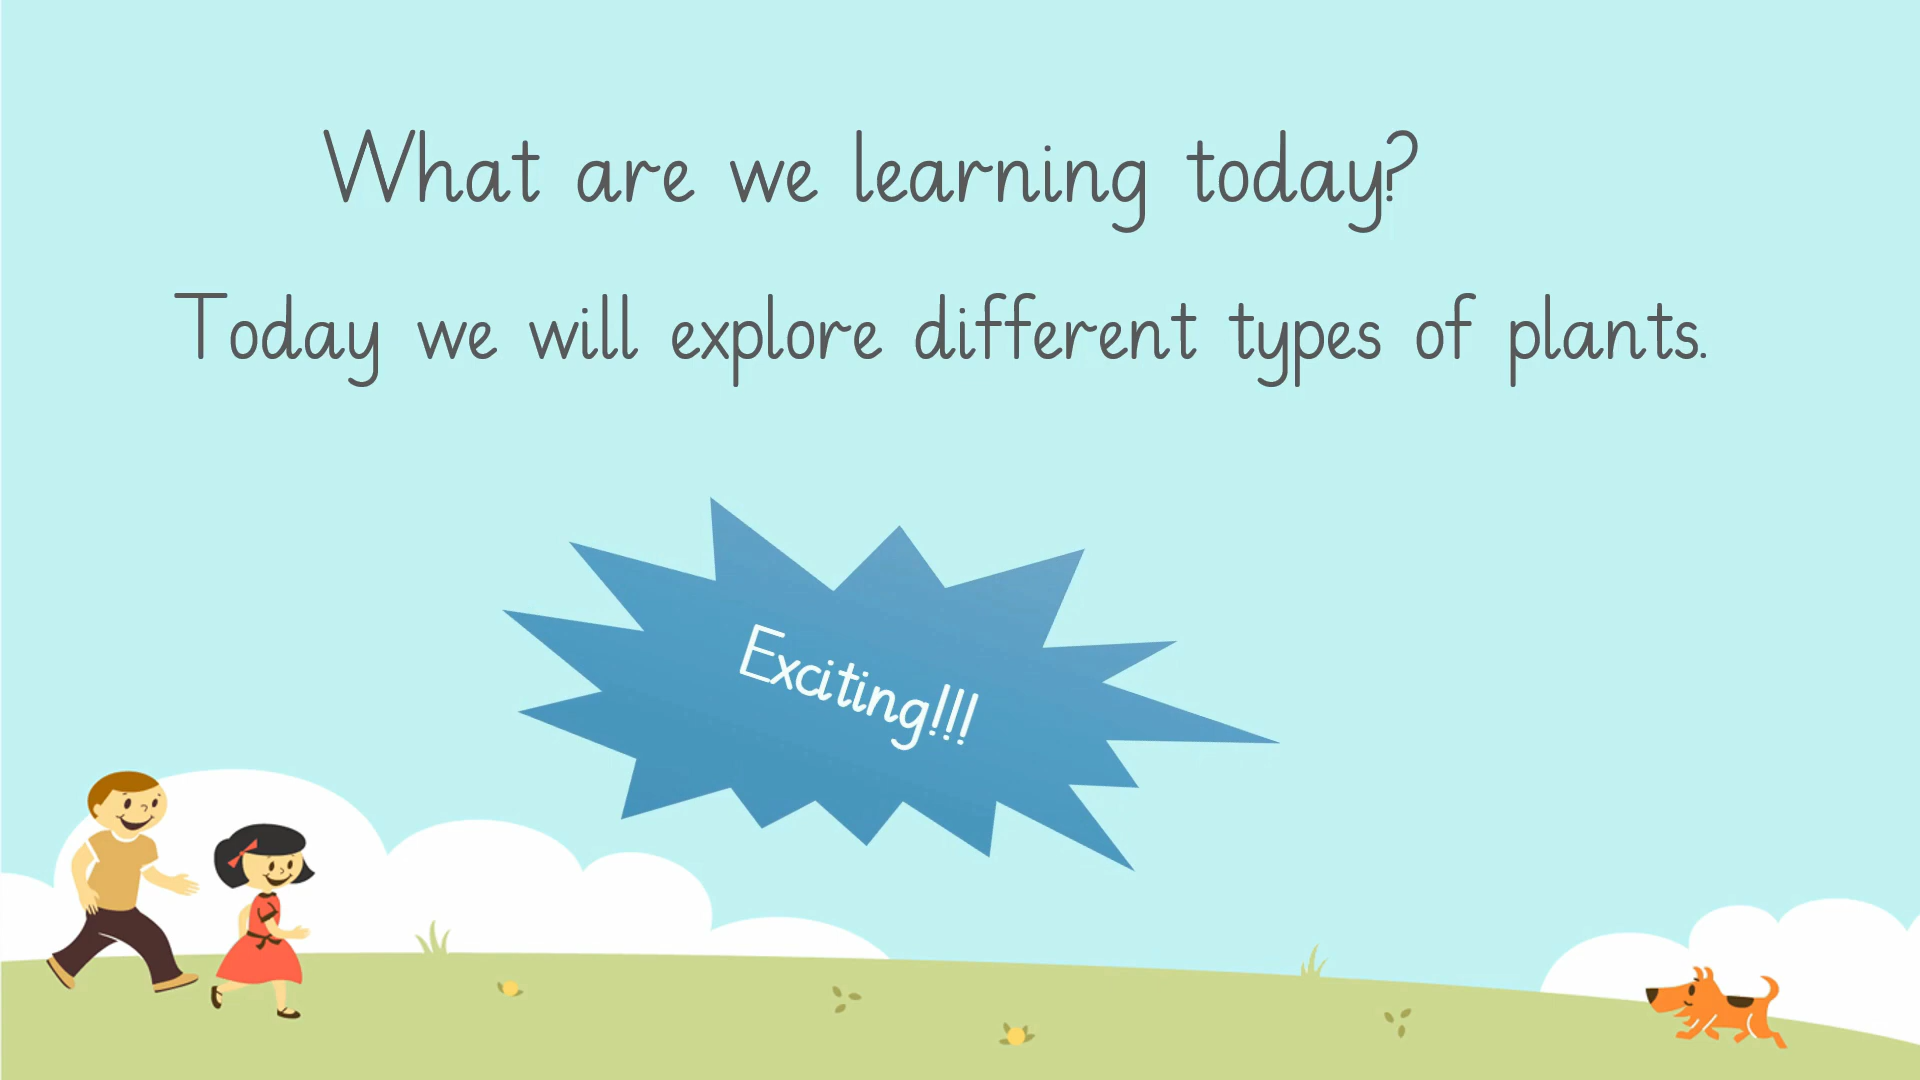 What are we learning today?
Today we will explore different types of plants.
Exciting!!!